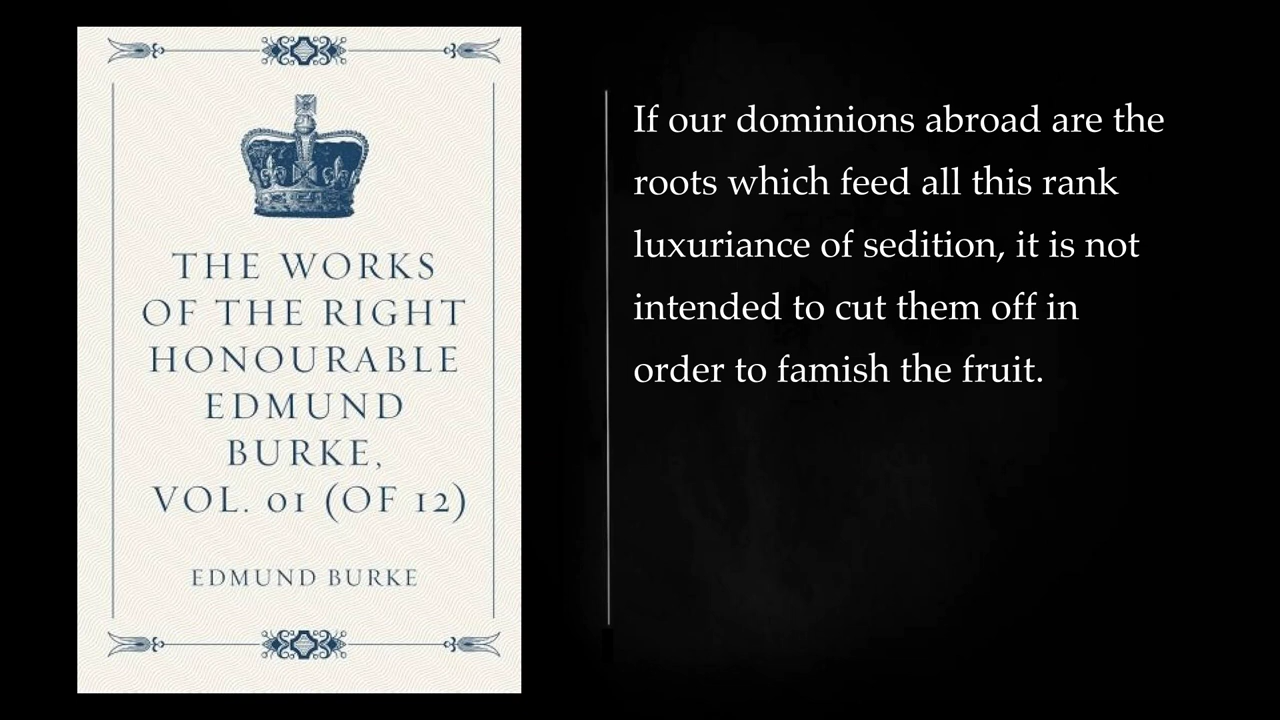 THE WORKS
OF THE RIGHT
HONOURABLE
EDMUND
BURKE,
VOL. 01 (OF 12)
EDMUND BURKE
If our dominions abroad are the
roots which feed all this rank
luxuriance of sedition, it is not
intended to cut them off in
order to famish the fruit.